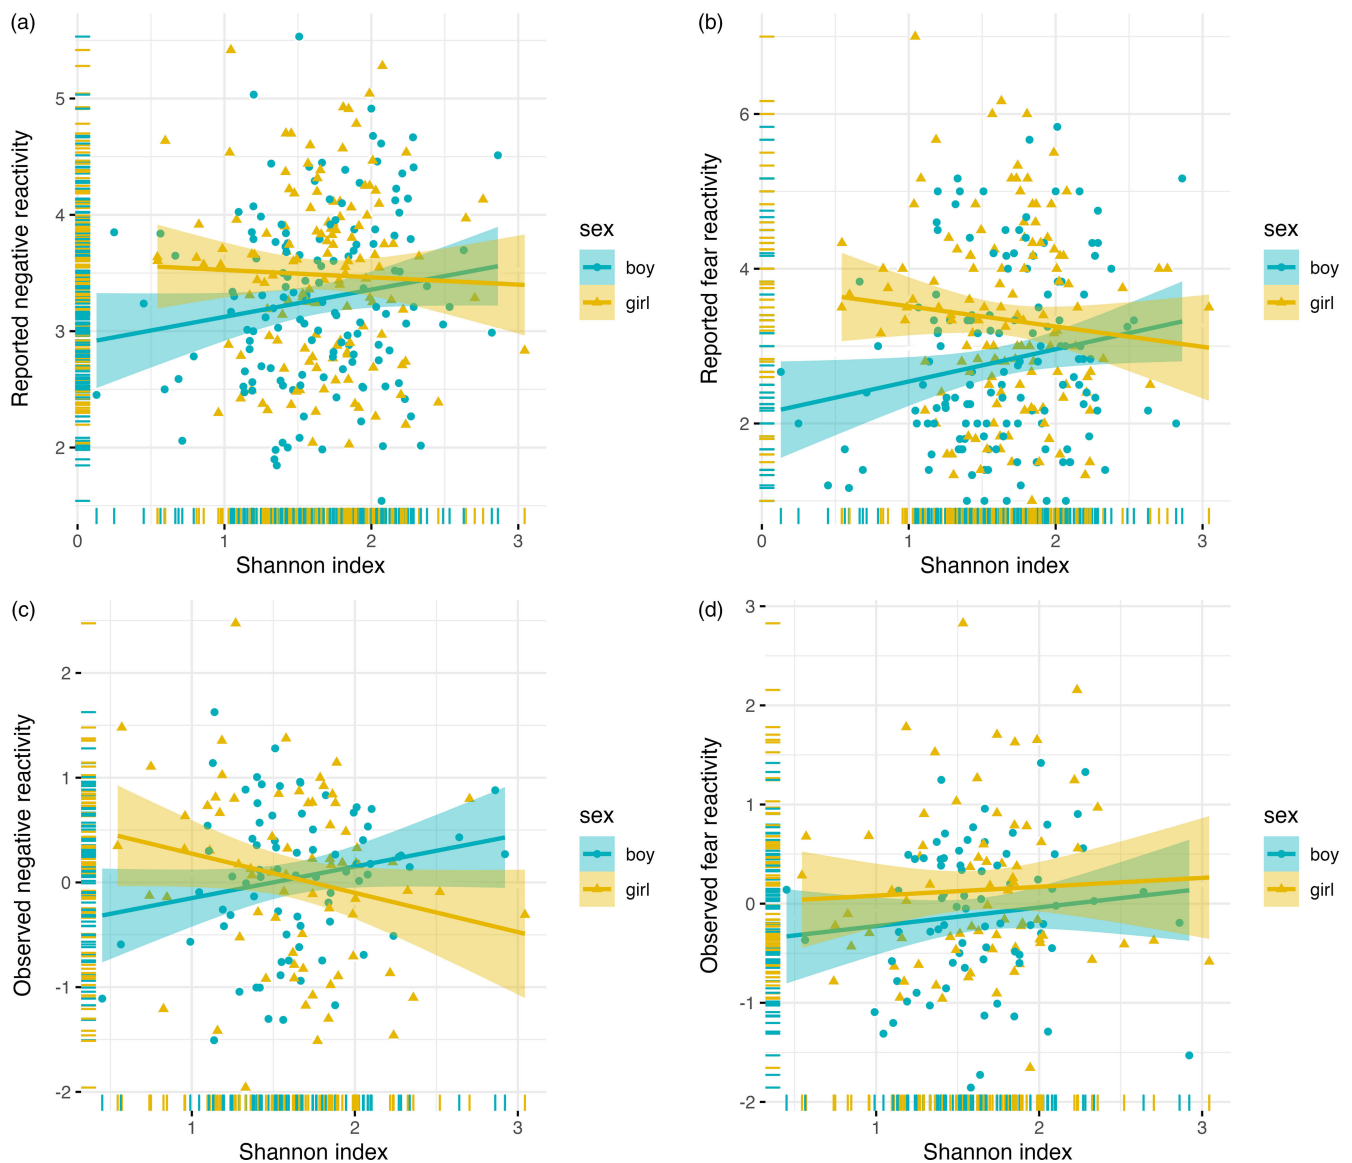 (a)
Reported negative reactivity
5
4
3
2
0 1 2 3
Shannon index
sex
boy
girl
(b)
Reported fear reactivity
6
4
2
0 1 2 3
Shannon index
sex
boy
girl
(c)
Observed negative reactivity
2
1
0
-1
-2
1 2 3
Shannon index
sex
boy
girl
(d)
Observed fear reactivity
3
2
1
0
-1
-2
1 2 3
Shannon index
sex
boy
girl